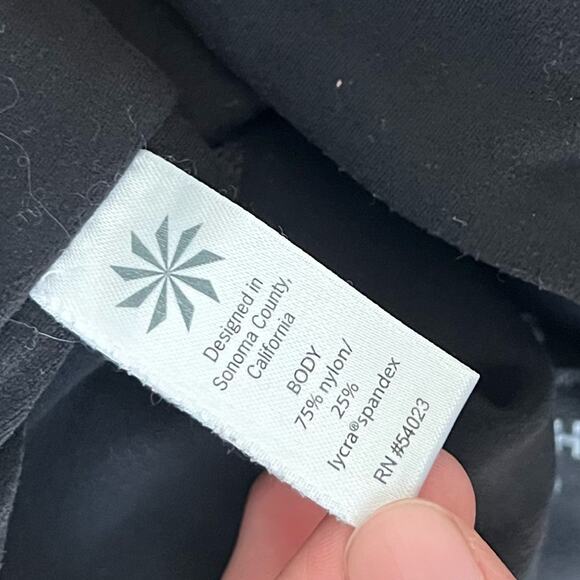 Designed in
Sonoma County,
California
BODY
75% nylon/
25%
lycra®spandex
RN #54023
H